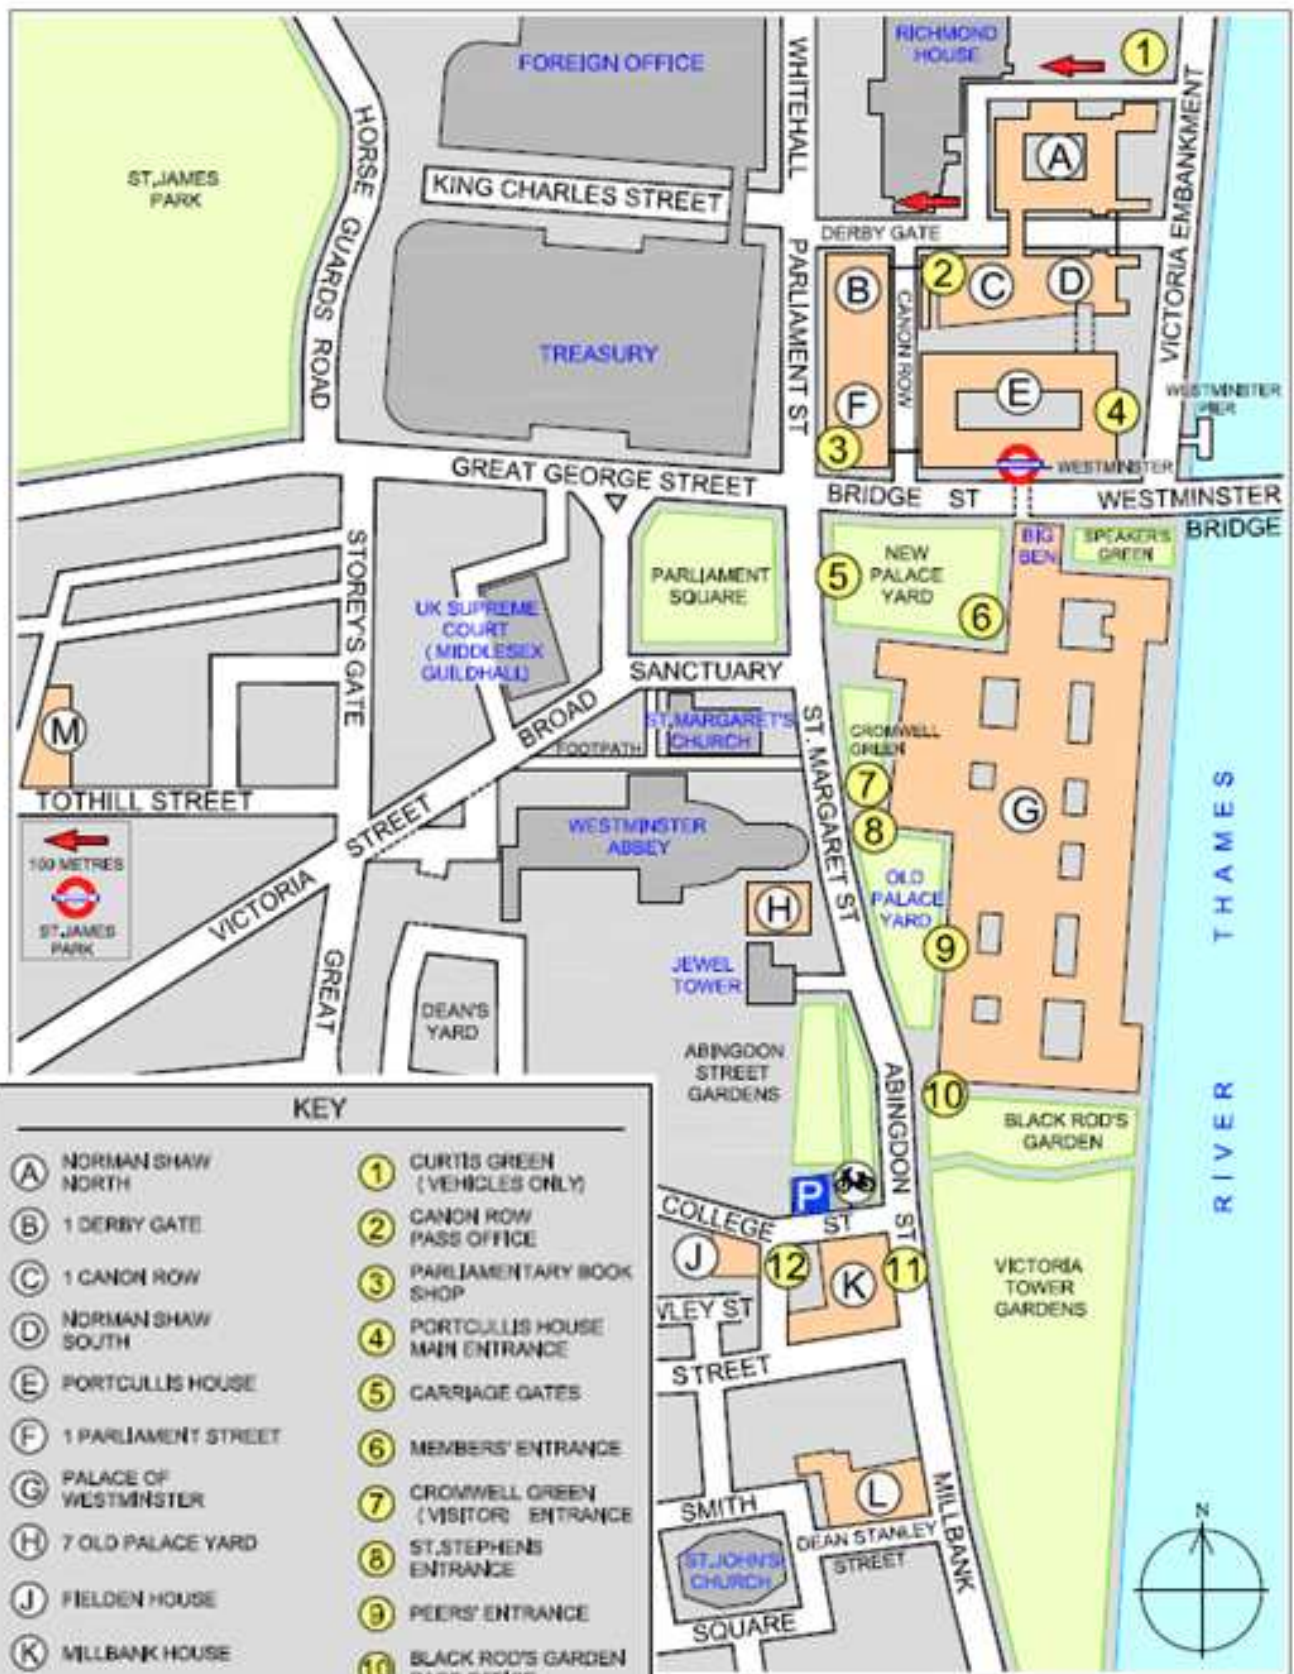 FOREIGN OFFICE
WHITEHALL
RICHMOND
HOUSE
1
HORSE GUARDS ROAD
ST.JAMES
PARK
KING CHARLES STREET
A
VICTORIA EMBANKMENT
DERBY GATE
PARLIAMENT ST
B
2
C
D
CANON ROW
TREASURY
F
E
4
WESTMINSTER
PIER
3
WESTMINSTER
GREAT GEORGE STREET
BRIDGE ST
WESTMINSTER
BRIDGE
STOREY'S GATE
PARLIAMENT
SQUARE
5
NEW
PALACE
YARD
6
BIG
BEN
SPEAKER'S
GREEN
UK SUPREME
COURT
( MIDDLESEX
GUILDHALL)
SANCTUARY
BROAD
M
ST.MARGARET'S
CHURCH
FOOTPATH
ST. MARGARET ST
CROMWELL
GREEN
7
8
G
TOTHILL STREET
100 METRES
ST.JAMES
PARK
VICTORIA STREET
WESTMINSTER
ABBEY
OLD
PALACE
YARD
9
H
JEWEL
TOWER
GREAT
DEAN'S
YARD
ABINGDON
STREET
GARDENS
ABINGDON ST
10
BLACK ROD'S
GARDEN
RIVER THAMES
P
COLLEGE ST
J
12
K
11
VICTORIA
TOWER
GARDENS
WLEY ST
STREET
L
MILLBANK
SMITH
DEAN STANLEY
STREET
ST.JOHN'S
CHURCH
SQUARE
N
KEY
A NORMAN SHAW
NORTH
B 1 DERBY GATE
C 1 CANON ROW
D NORMAN SHAW
SOUTH
E PORTCULLIS HOUSE
F 1 PARLIAMENT STREET
G PALACE OF
WESTMINSTER
H 7 OLD PALACE YARD
J FIELDEN HOUSE
K MILLBANK HOUSE
1 CURTIS GREEN
( VEHICLES ONLY)
2 CANON ROW
PASS OFFICE
3 PARLIAMENTARY BOOK
SHOP
4 PORTCULLIS HOUSE
MAIN ENTRANCE
5 CARRIAGE GATES
6 MEMBERS' ENTRANCE
7 CROMWELL GREEN
( VISITOR) ENTRANCE
8 ST.STEPHENS
ENTRANCE
9 PEERS' ENTRANCE
10 BLACK ROD'S GARDEN